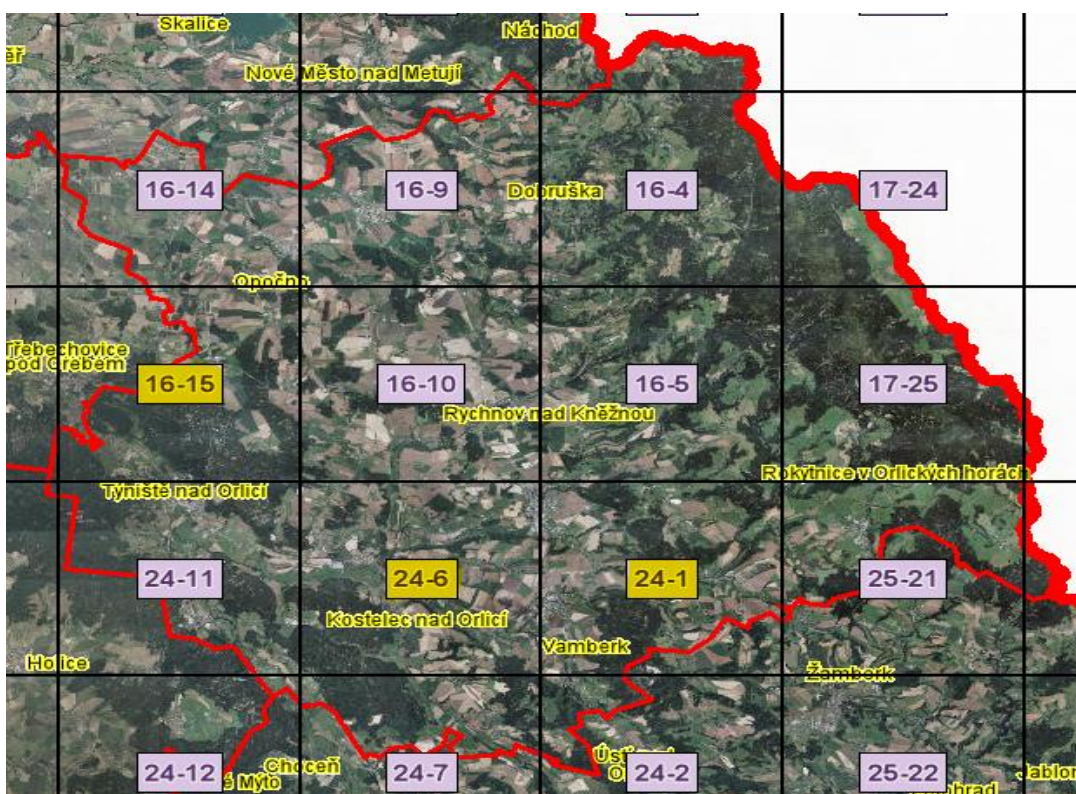 Skalice
Náchod
Nové Město nad Metují
16-14
16-9
Dobruška
16-4
17-24
Opočno
Třebechovice
pod Orebem
16-15
16-10
16-5
17-25
Rychnov nad Kněžnou
Rokytnice v Orlických horách
Týniště nad Orlicí
24-11
24-6
24-1
25-21
Kostelec nad Orlicí
Vamberk
Holice
Žamberk
24-12
Choceň
24-7
24-2
25-22
Mýto